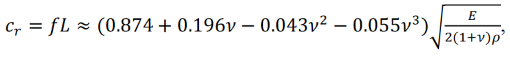 c_r = fL ≈ (0.874 + 0.196ν − 0.043ν² − 0.055ν³)√(E / 2(1+ν)ρ),